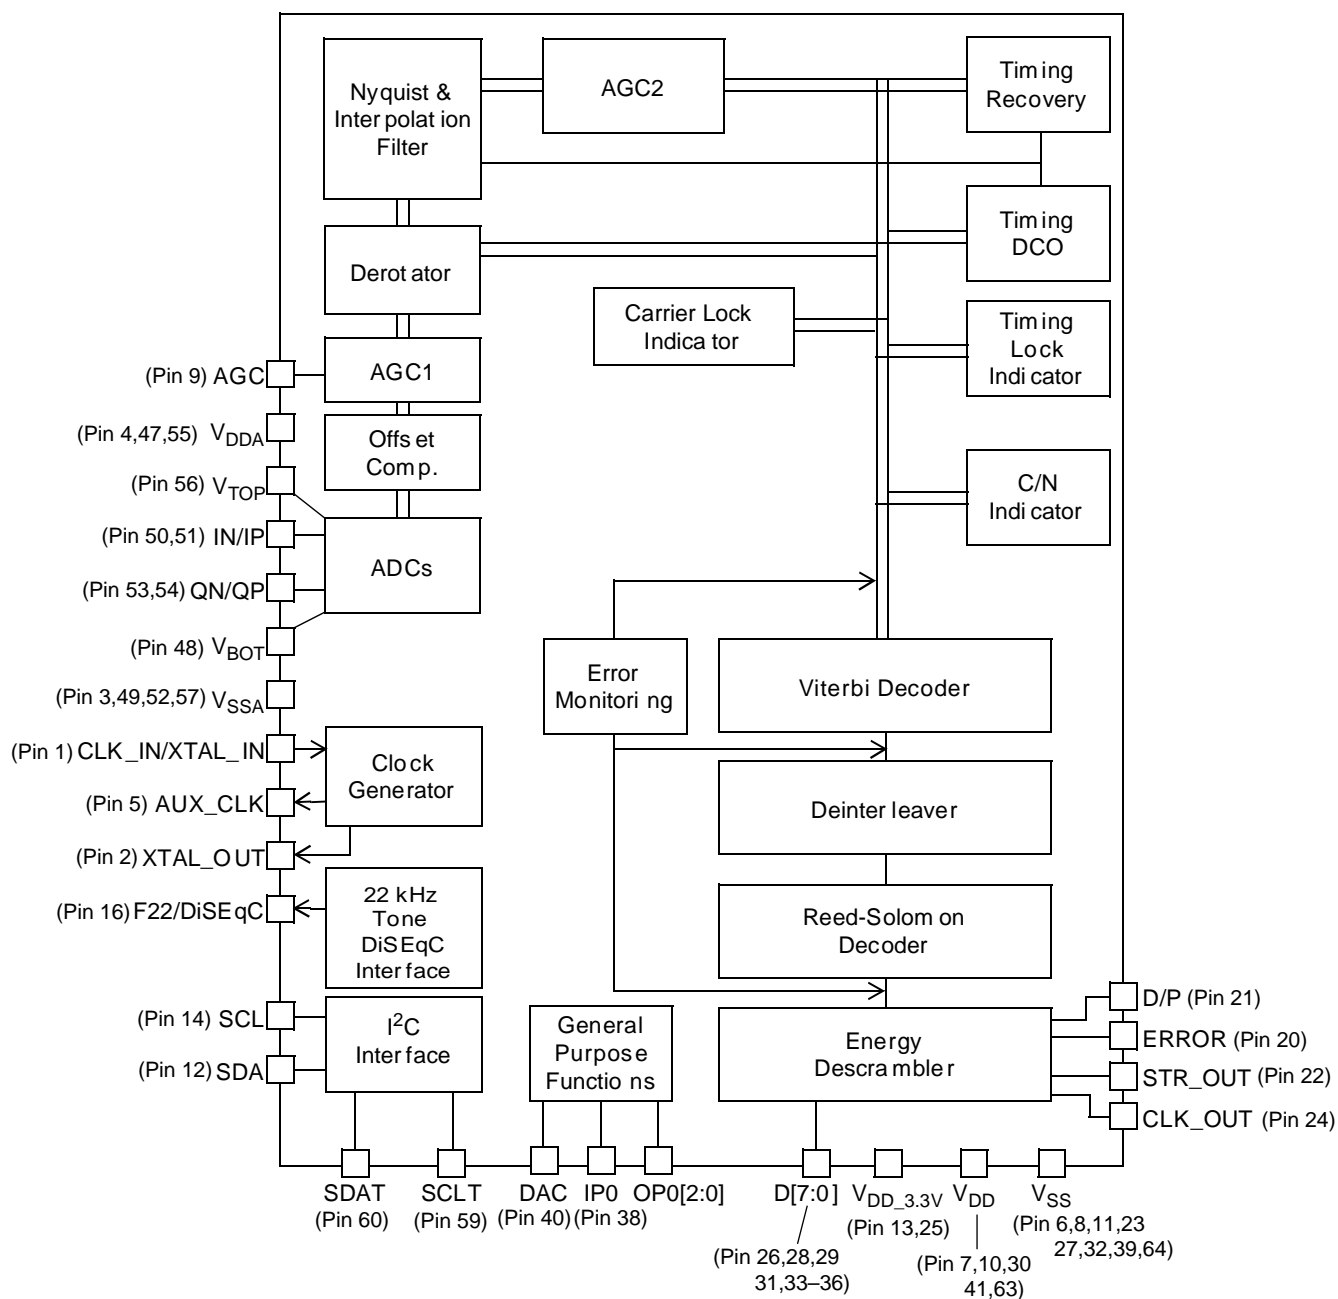 Nyquist &
Interpolation
Filter
AGC2
Timing
Recovery
Derotator
Timing
DCO
Carrier Lock
Indicator
Timing
Lock
Indicator
(Pin 9) AGC
AGC1
(Pin 4,47,55) VDDA
Offset
Comp.
(Pin 56) VTOP
C/N
Indicator
(Pin 50,51) IN/IP
ADCs
(Pin 53,54) QN/QP
(Pin 48) VBOT
Error
Monitoring
Viterbi Decoder
(Pin 3,49,52,57) VSSA
(Pin 1) CLK_IN/XTAL_IN
Clock
Generator
(Pin 5) AUX_CLK
Deinterleaver
(Pin 2) XTAL_OUT
(Pin 16) F22/DiSEqC
22 kHz
Tone
DiSEqC
Interface
Reed-Solomon
Decoder
(Pin 14) SCL
I2C
Interface
(Pin 12) SDA
General
Purpose
Functions
Energy
Descrambler
D/P (Pin 21)
ERROR (Pin 20)
STR_OUT (Pin 22)
CLK_OUT (Pin 24)
SDAT
(Pin 60)
SCLT
(Pin 59)
DAC
(Pin 40)
IP0
(Pin 38)
OP0[2:0]
D[7:0]
(Pin 26,28,29
31,33–36)
VDD_3.3V
(Pin 13,25)
VDD
(Pin 7,10,30
41,63)
VSS
(Pin 6,8,11,23
27,32,39,64)